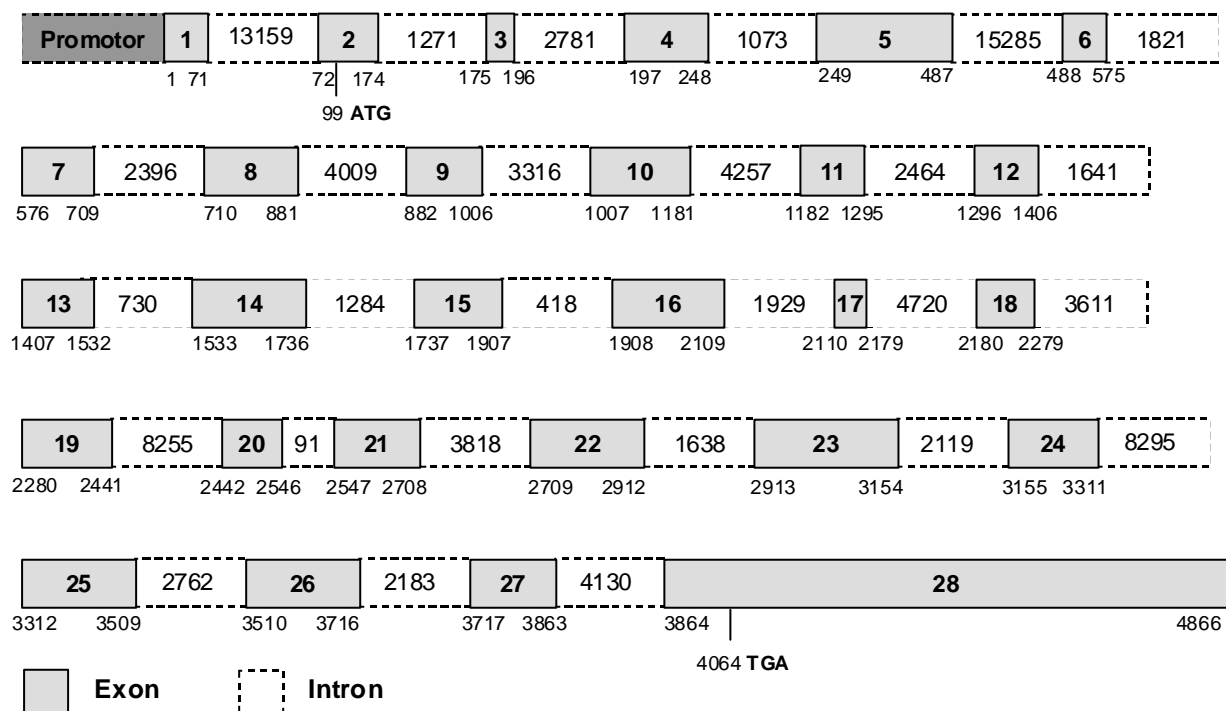 Promotor 1 13159 2 1271 3 2781 4 1073 5 15285 6 1821
1 71 72 174 175 196 197 248 249 487 488 575
99 ATG
7 2396 8 4009 9 3316 10 4257 11 2464 12 1641
576 709 710 881 882 1006 1007 1181 1182 1295 1296 1406
13 730 14 1284 15 418 16 1929 17 4720 18 3611
1407 1532 1533 1736 1737 1907 1908 2109 2110 2179 2180 2279
19 8255 20 91 21 3818 22 1638 23 2119 24 8295
2280 2441 2442 2546 2547 2708 2709 2912 2913 3154 3155 3311
25 2762 26 2183 27 4130 28
3312 3509 3510 3716 3717 3863 3864 4866
4064 TGA
Exon Intron